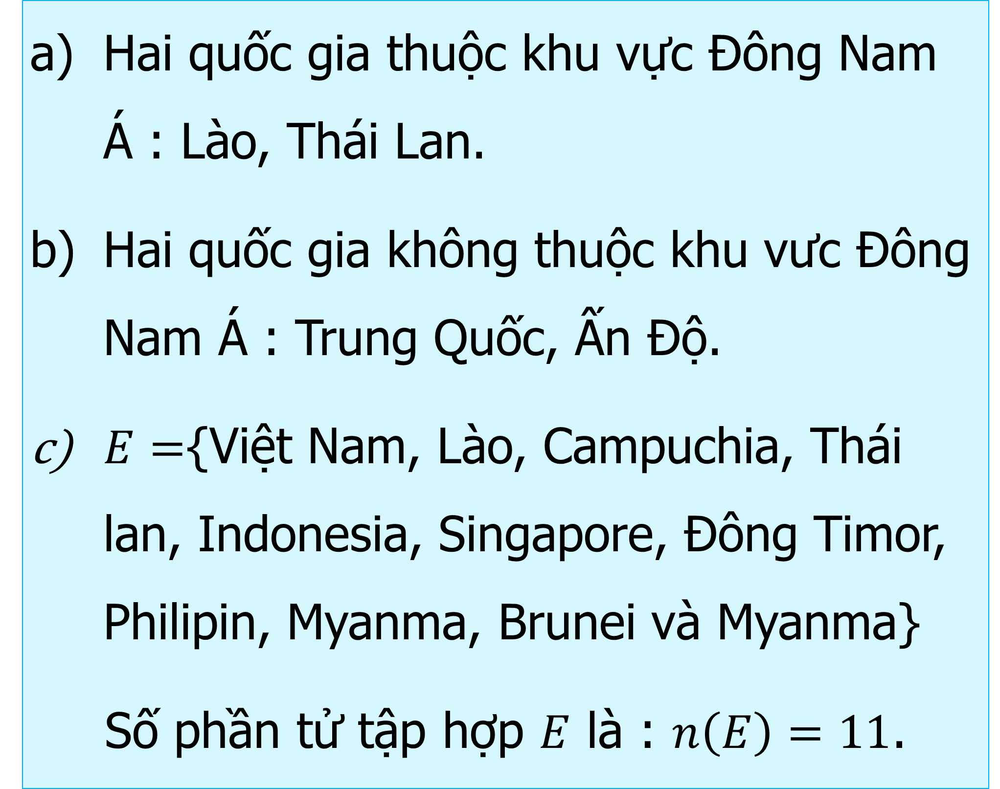 a) Hai quốc gia thuộc khu vực Đông Nam
Á : Lào, Thái Lan.
b) Hai quốc gia không thuộc khu vưc Đông
Nam Á : Trung Quốc, Ấn Độ.
c) E ={Việt Nam, Lào, Campuchia, Thái
lan, Indonesia, Singapore, Đông Timor,
Philipin, Myanma, Brunei và Myanma}
Số phần tử tập hợp E là : n(E) = 11.